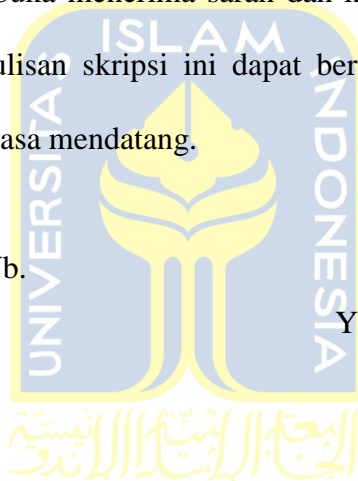 buka menerima saran dan
ISLAM
ulisan skripsi ini dapat ber
asa mendatang.
UNIVERSITAS
INDONESIA
b.
Y